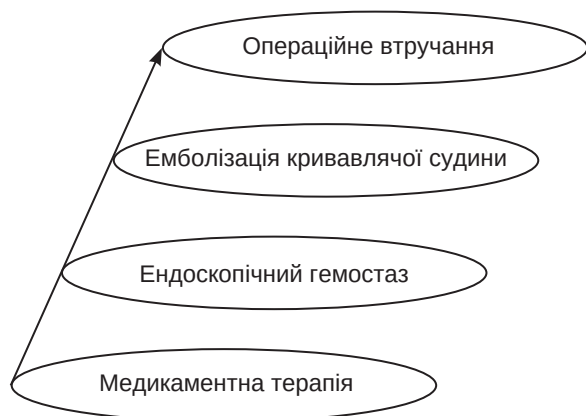 Операційне втручання
Емболізація кривавлячої судини
Ендоскопічний гемостаз
Медикаментна терапія